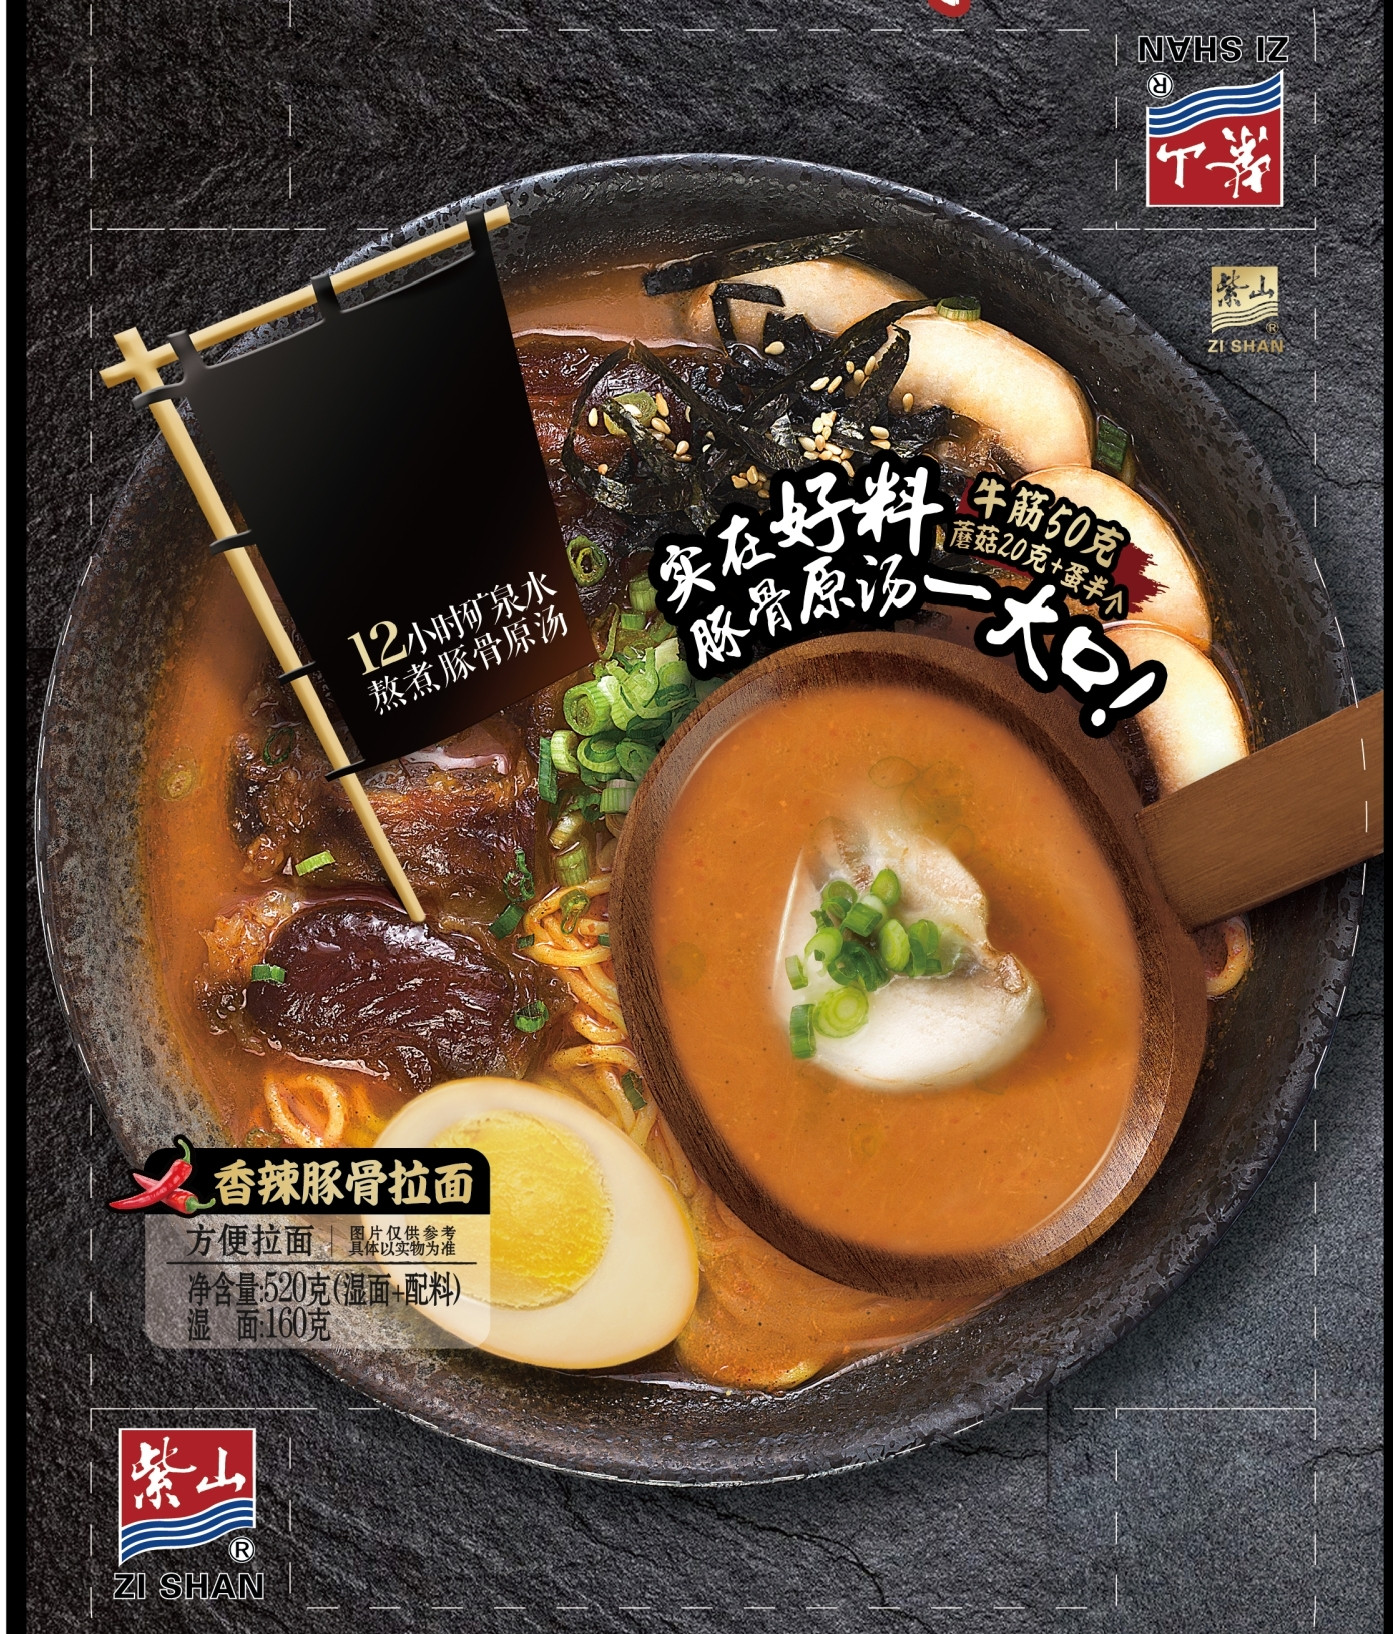 ZI SHAN
®
紫山
紫山
®
ZI SHAN
牛筋50克
蘑菇20克+蛋半个
实在好料
豚骨原汤一大口!
12小时矿泉水
熬煮豚骨原汤
香辣豚骨拉面
方便拉面
图片仅供参考
具体以实物为准
净含量:520克(湿面+配料)
湿 面:160克
紫山
®
ZI SHAN